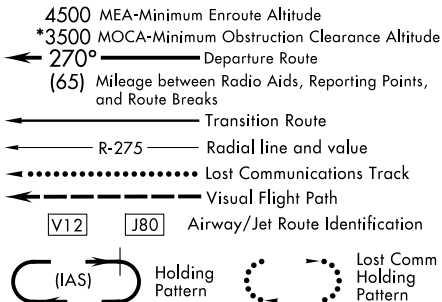 4500 MEA-Minimum Enroute Altitude
*3500 MOCA-Minimum Obstruction Clearance Altitude
270° Departure Route
(65) Mileage between Radio Aids, Reporting Points,
and Route Breaks
Transition Route
R-275 Radial line and value
Lost Communications Track
Visual Flight Path
V12 J80 Airway/Jet Route Identification
(IAS) Holding
Pattern
Lost Comm
Holding
Pattern